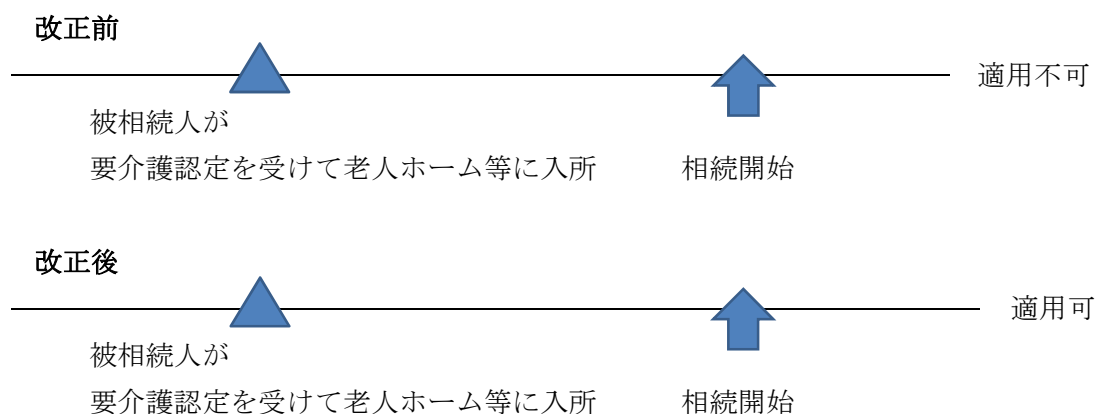 改正前
適用不可
被相続人が
要介護認定を受けて老人ホーム等に入所
相続開始
改正後
適用可
被相続人が
要介護認定を受けて老人ホーム等に入所
相続開始